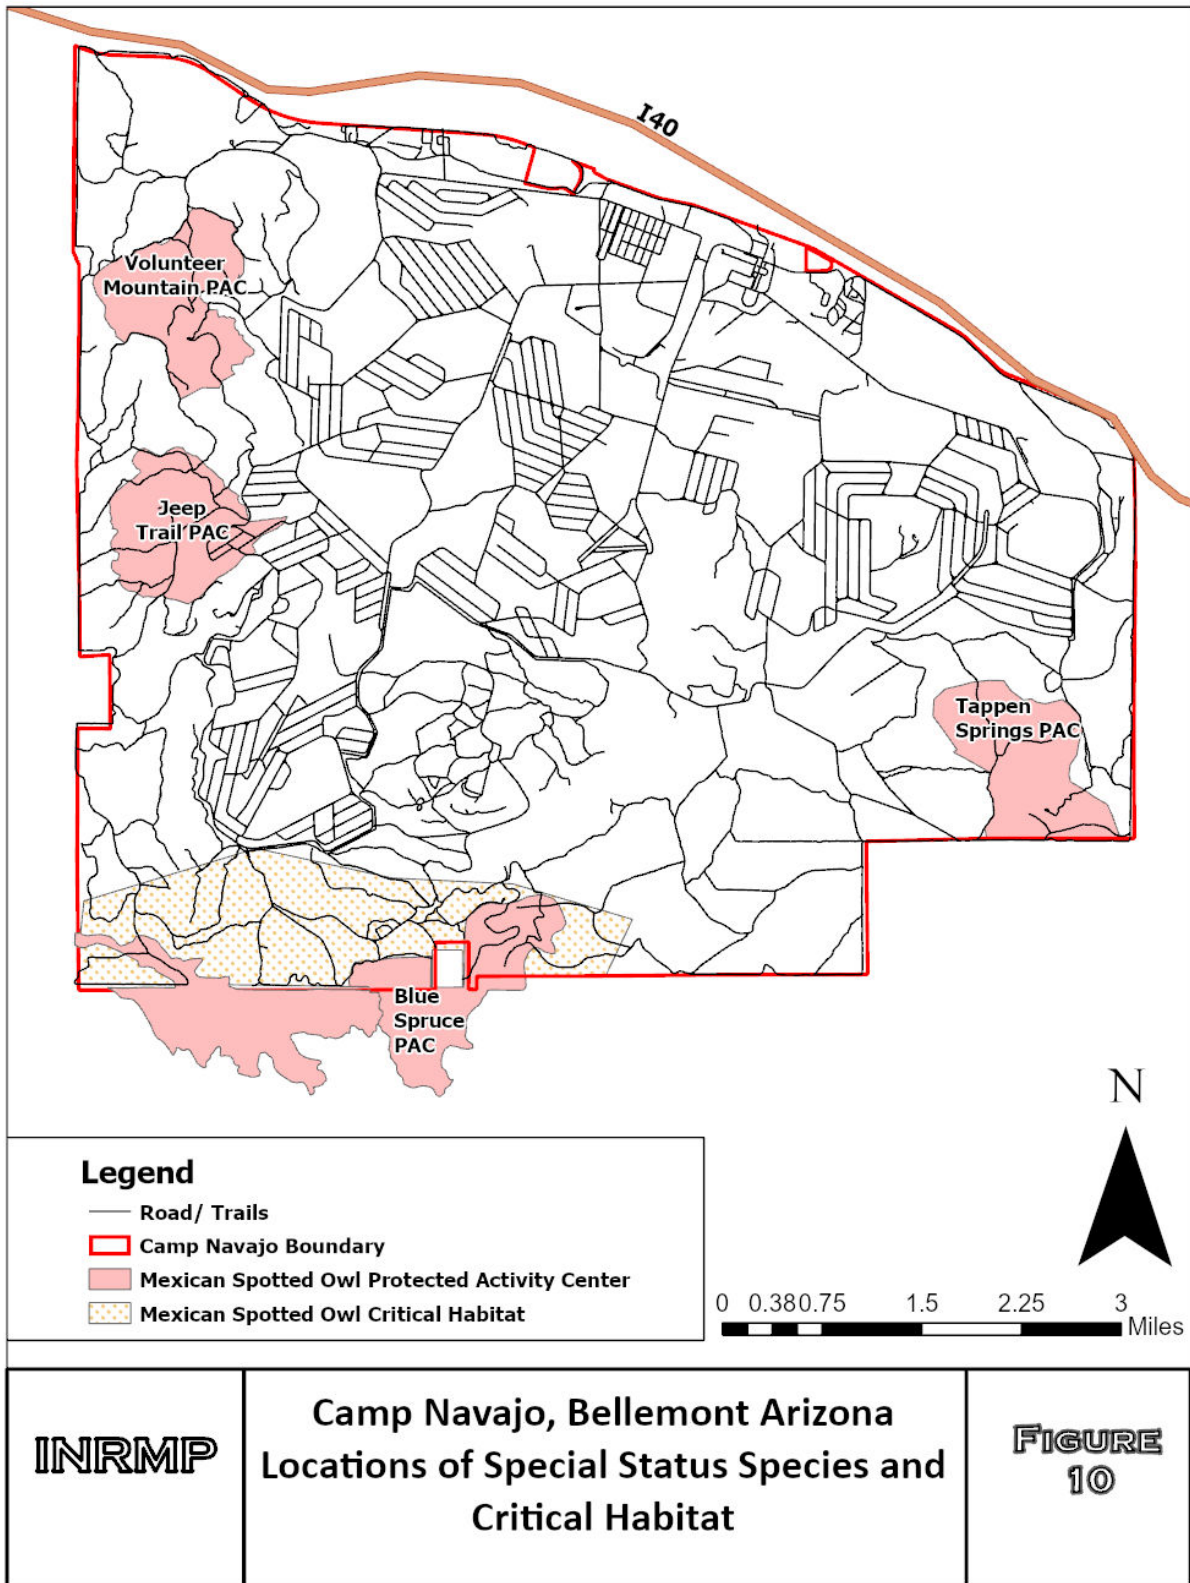 I40
Volunteer
Mountain PAC
Jeep
Trail PAC
Tappen
Springs PAC
Blue
Spruce
PAC
N
Legend
Road/ Trails
Camp Navajo Boundary
Mexican Spotted Owl Protected Activity Center
Mexican Spotted Owl Critical Habitat
0 0.38 0.75 1.5 2.25 3
Miles
INRMP
Camp Navajo, Bellemont Arizona
Locations of Special Status Species and
Critical Habitat
FIGURE
10